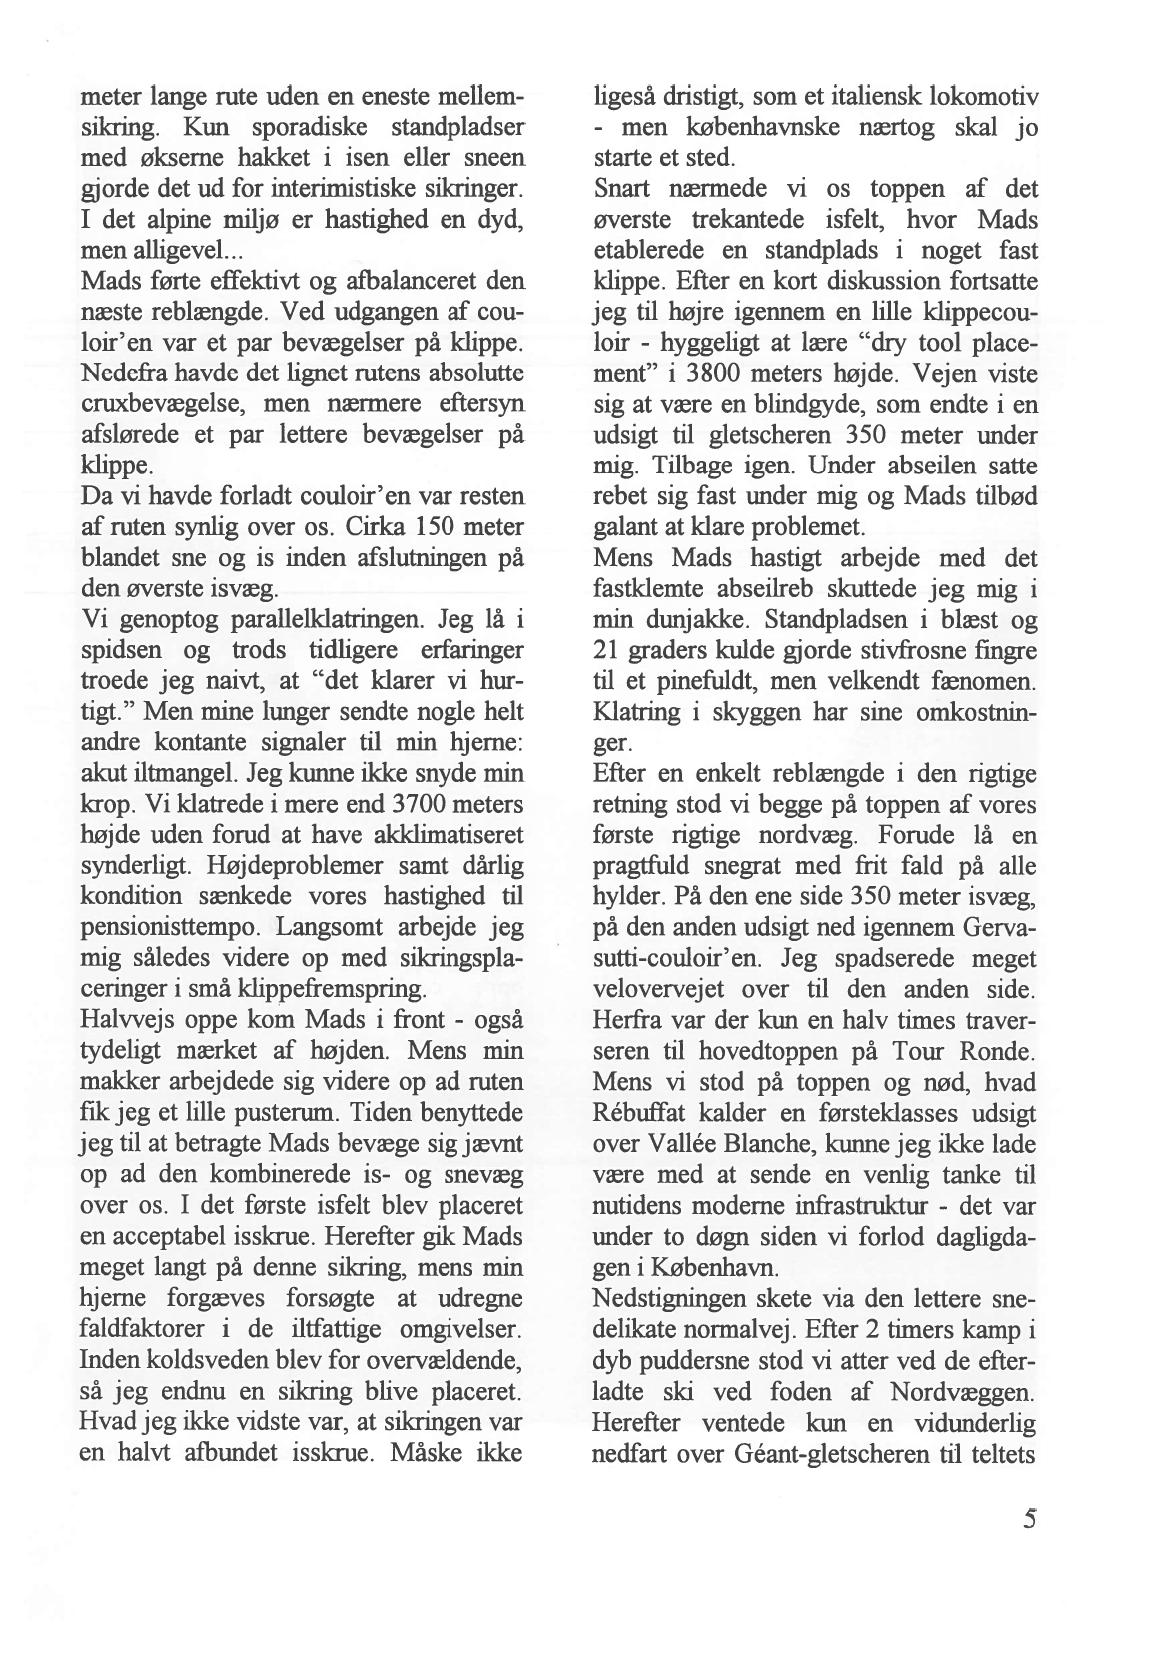 meter lange rute uden en eneste mellem-
sikring. Kun sporadiske standpladser
med økserne hakket i isen eller sneen
gjorde det ud for interimistiske sikringer.
I det alpine miljø er hastighed en dyd,
men alligevel...
Mads førte effektivt og afbalanceret den
næste reblængde. Ved udgangen af cou-
loir'en var et par bevægelser på klippe.
Nedefra havde det lignet rutens absolutte
cruxbevægelse, men nærmere eftersyn
afslørede et par lettere bevægelser på
klippe.
Da vi havde forladt couloir'en var resten
af ruten synlig over os. Cirka 150 meter
blandet sne og is inden afslutningen på
den øverste isvæg.
Vi genoptog parallelklatringen. Jeg lå i
spidsen og trods tidligere erfaringer
troede jeg naivt, at “det klarer vi hur-
tigt.” Men mine lunger sendte nogle helt
andre kontante signaler til min hjerne:
akut iltmangel. Jeg kunne ikke snyde min
krop. Vi klatrede i mere end 3700 meters
højde uden forud at have akklimatiseret
synderligt. Højdeproblemer samt dårlig
kondition sænkede vores hastighed til
pensionisttempo. Langsomt arbejde jeg
mig således videre op med sikringspla-
ceringer i små klippefremspring.
Halvvejs oppe kom Mads i front - også
tydeligt mærket af højden. Mens min
makker arbejdede sig videre op ad ruten
fik jeg et lille pusterum. Tiden benyttede
jeg til at betragte Mads bevæge sig jævnt
op ad den kombinerede is- og snevæg
over os. I det første isfelt blev placeret
en acceptabel isskrue. Herefter gik Mads
meget langt på denne sikring, mens min
hjerne forgæves forsøgte at udregne
faldfaktorer i de iltfattige omgivelser.
Inden koldsveden blev for overvældende,
så jeg endnu en sikring blive placeret.
Hvad jeg ikke vidste var, at sikringen var
en halvt afbundet isskrue. Måske ikke
ligeså dristigt, som et italiensk lokomotiv
- men københavnske nærtog skal jo
starte et sted.
Snart nærmede vi os toppen af det
øverste trekantede isfelt, hvor Mads
etablerede en standplads i noget fast
klippe. Efter en kort diskussion fortsatte
jeg til højre igennem en lille klippecou-
loir - hyggeligt at lære “dry tool place-
ment” i 3800 meters højde. Vejen viste
sig at være en blindgyde, som endte i en
udsigt til gletscheren 350 meter under
mig. Tilbage igen. Under abseilen satte
rebet sig fast under mig og Mads tilbød
galant at klare problemet.
Mens Mads hastigt arbejde med det
fastklemte abseilreb skuttede jeg mig i
min dunjakke. Standpladsen i blæst og
21 graders kulde gjorde stivfrosne fingre
til et pinefuldt, men velkendt fænomen.
Klatring i skyggen har sine omkostnin-
ger.
Efter en enkelt reblængde i den rigtige
retning stod vi begge på toppen af vores
første rigtige nordvæg. Forude lå en
pragtfuld snegrat med frit fald på alle
hylder. På den ene side 350 meter isvæg,
på den anden udsigt ned igennem Gerva-
sutti-couloir'en. Jeg spadserede meget
velovervejet over til den anden side.
Herfra var der kun en halv times traver-
seren til hovedtoppen på Tour Ronde.
Mens vi stod på toppen og nød, hvad
Rébuffat kalder en førsteklasses udsigt
over Vallée Blanche, kunne jeg ikke lade
være med at sende en venlig tanke til
nutidens moderne infrastruktur - det var
under to døgn siden vi forlod dagligda-
gen i København.
Nedstigningen skete via den lettere sne-
delikate normalvej. Efter 2 timers kamp i
dyb puddersne stod vi atter ved de efter-
ladte ski ved foden af Nordvæggen.
Herefter ventede kun en vidunderlig
nedfart over Géant-gletscheren til teltets
5